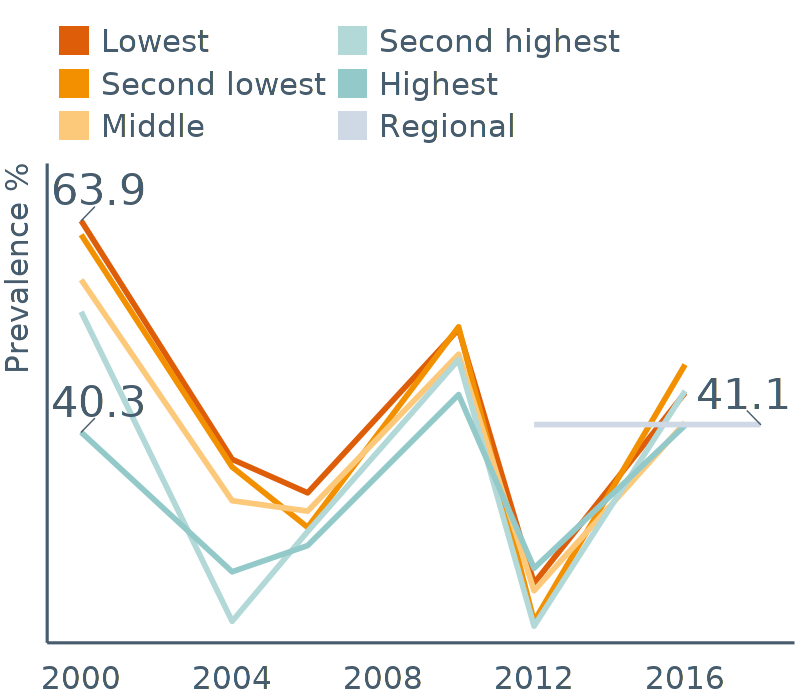 Lowest
Second lowest
Middle
Second highest
Highest
Regional
Prevalence %
63.9
40.3
41.1
2000 2004 2008 2012 2016